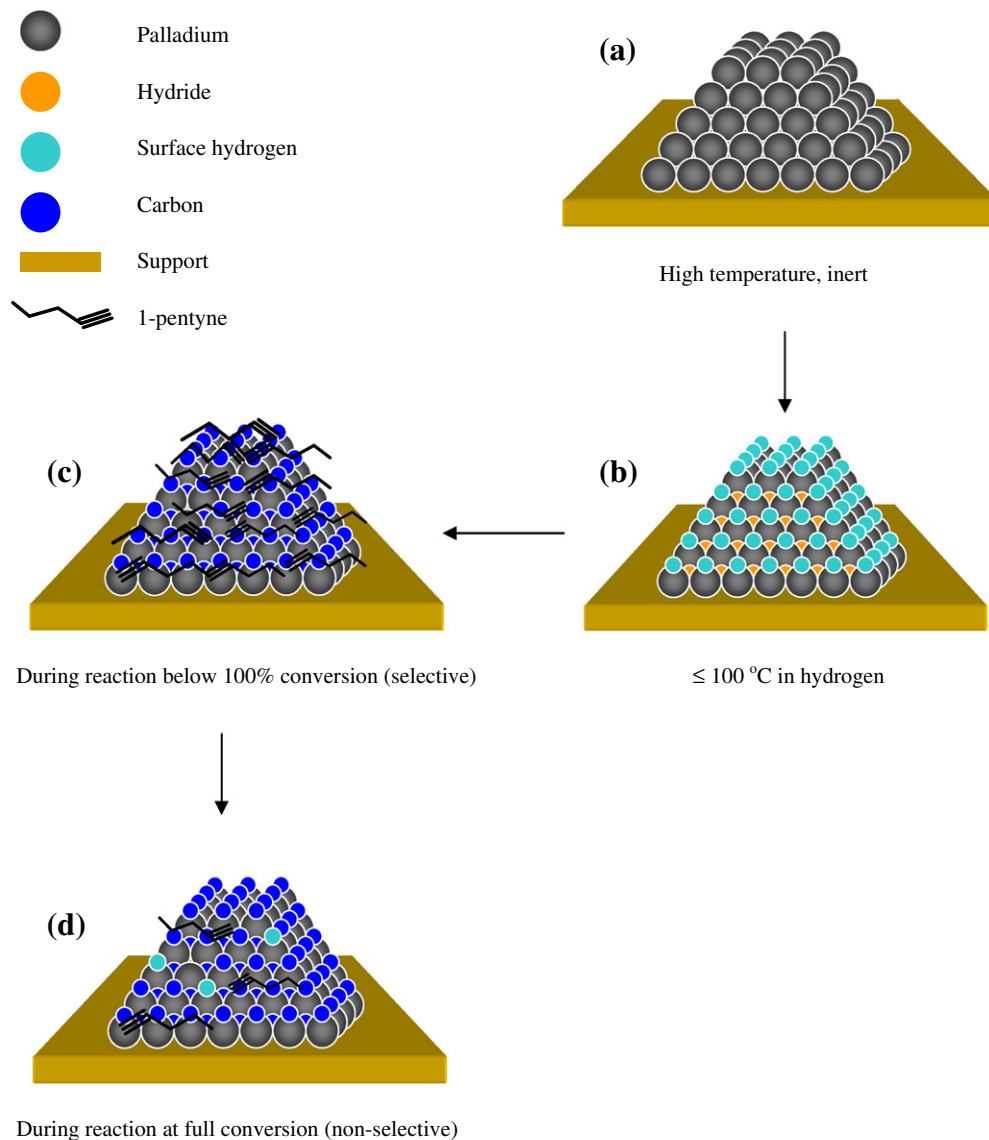 Palladium
Hydride
Surface hydrogen
Carbon
Support
1-pentyne
(a)
High temperature, inert
(b)
≤ 100 °C in hydrogen
(c)
During reaction below 100% conversion (selective)
(d)
During reaction at full conversion (non-selective)